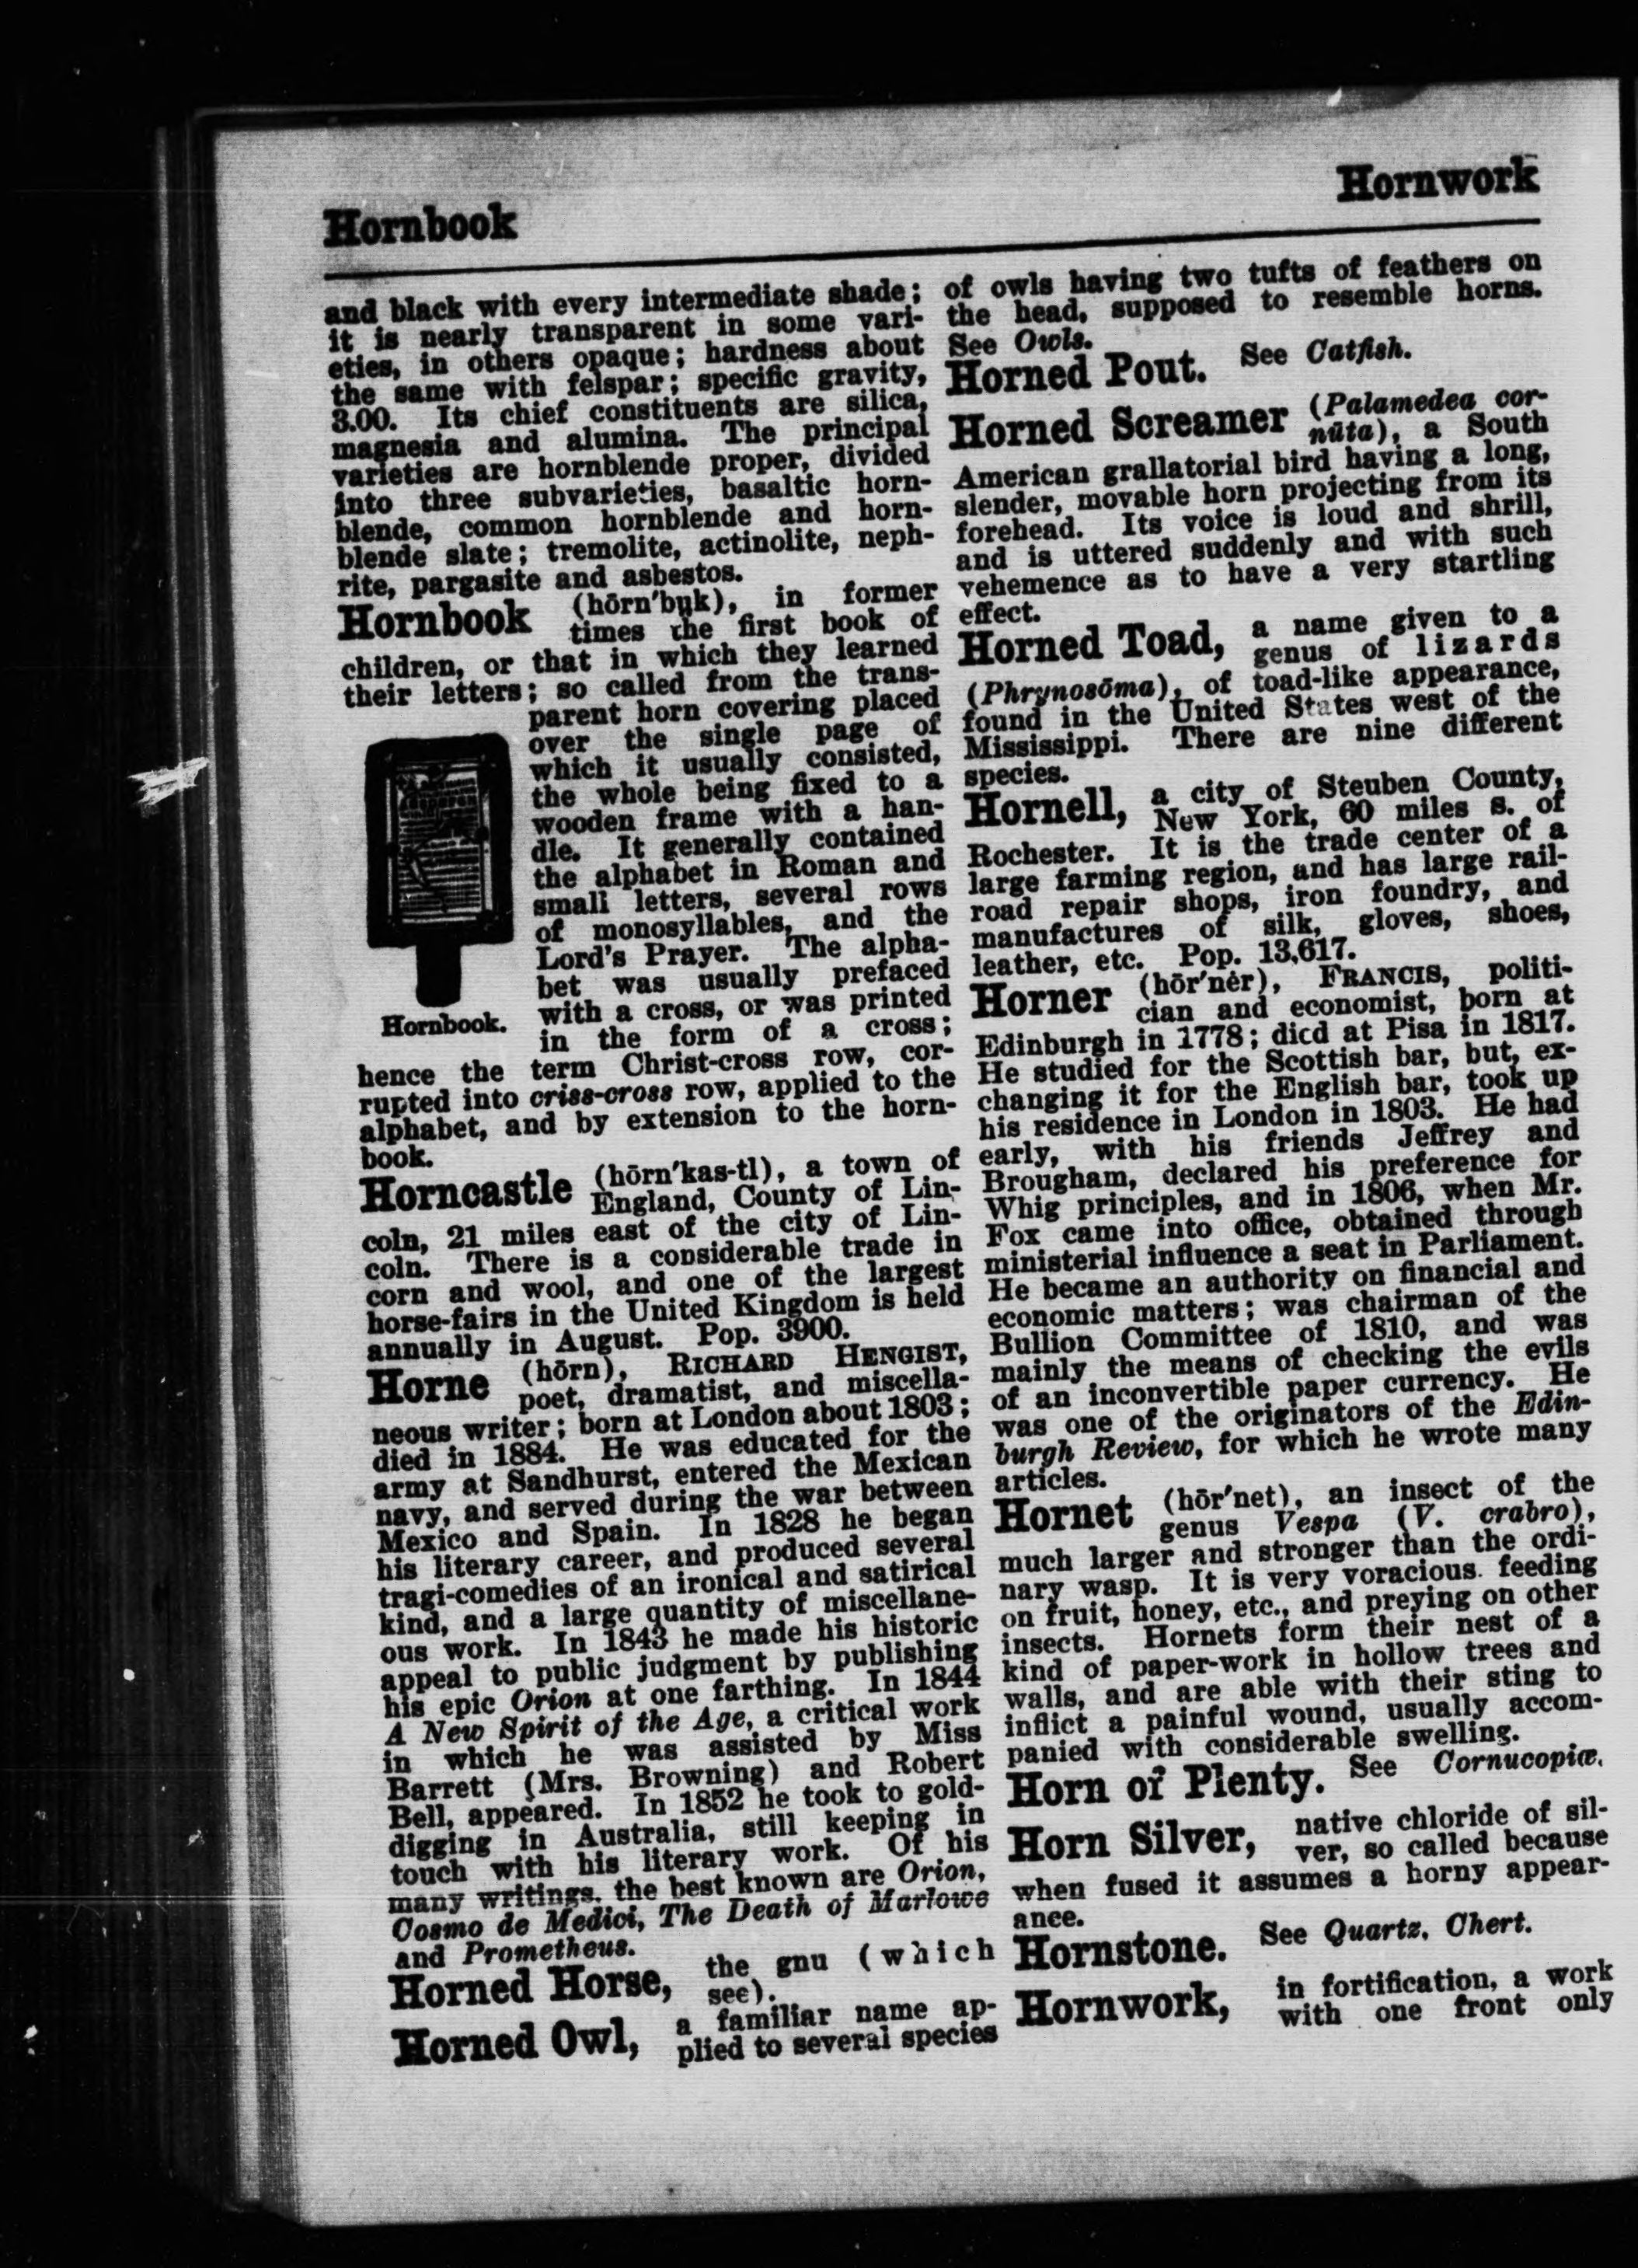 Hornbook
Hornwork
and black with every intermediate shade;
it is nearly transparent in some vari-
eties, in others opaque; hardness about
the same with felspar; specific gravity,
3.00. Its chief constituents are silica,
magnesia and alumina. The principal
varieties are hornblende proper, divided
into three subvarieties, basaltic horn-
blende, common hornblende and horn-
blende slate; tremolite, actinolite, neph-
rite, pargasite and asbestos.
Hornbook (hōrn'bụk), in former
times the first book of
children, or that in which they learned
their letters; so called from the trans-
parent horn covering placed
over the single page of
which it usually consisted,
the whole being fixed to a
wooden frame with a han-
dle. It generally contained
the alphabet in Roman and
small letters, several rows
of monosyllables, and the
Lord's Prayer. The alpha-
bet was usually prefaced
with a cross, or was printed
in the form of a cross;
Hornbook.
hence the term Christ-cross row, cor-
rupted into criss-cross row, applied to the
alphabet, and by extension to the horn-
book.
Horncastle (hōrn'kas-tl), a town of
England, County of Lin-
coln, 21 miles east of the city of Lin-
coln. There is a considerable trade in
corn and wool, and one of the largest
horse-fairs in the United Kingdom is held
annually in August. Pop. 3900.
Horne (hōrn), RICHARD HENGIST,
poet, dramatist, and miscella-
neous writer; born at London about 1803;
died in 1884. He was educated for the
army at Sandhurst, entered the Mexican
navy, and served during the war between
Mexico and Spain. In 1828 he began
his literary career, and produced several
tragi-comedies of an ironical and satirical
kind, and a large quantity of miscellane-
ous work. In 1843 he made his historic
appeal to public judgment by publishing
his epic Orion at one farthing. In 1844
A New Spirit of the Age, a critical work
in which he was assisted by Miss
Barrett (Mrs. Browning) and Robert
Bell, appeared. In 1852 he took to gold-
digging in Australia, still keeping in
touch with his literary work. Of his
many writings, the best known are Orion,
Cosmo de Medici, The Death of Marlowe
and Prometheus.
Horned Horse, the gnu (which
see).
Horned Owl, a familiar name ap-
plied to several species
of owls having two tufts of feathers on
the head, supposed to resemble horns.
See Owls.
Horned Pout. See Catfish.
Horned Screamer (Palamedea cor-
nūta), a South
American grallatorial bird having a long,
slender, movable horn projecting from its
forehead. Its voice is loud and shrill,
and is uttered suddenly and with such
vehemence as to have a very startling
effect.
Horned Toad, a name given to a
genus of lizards
(Phrynosōma), of toad-like appearance,
found in the United States west of the
Mississippi. There are nine different
species.
Hornell, a city of Steuben County,
New York, 60 miles S. of
Rochester. It is the trade center of a
large farming region, and has large rail-
road repair shops, iron foundry, and
manufactures of silk, gloves, shoes,
leather, etc. Pop. 13,617.
Horner (hōr'nėr), FRANCIS, politi-
cian and economist, born at
Edinburgh in 1778; died at Pisa in 1817.
He studied for the Scottish bar, but, ex-
changing it for the English bar, took up
his residence in London in 1803. He had
early, with his friends Jeffrey and
Brougham, declared his preference for
Whig principles, and in 1806, when Mr.
Fox came into office, obtained through
ministerial influence a seat in Parliament.
He became an authority on financial and
economic matters; was chairman of the
Bullion Committee of 1810, and was
mainly the means of checking the evils
of an inconvertible paper currency. He
was one of the originators of the Edin-
burgh Review, for which he wrote many
articles.
Hornet (hōr'net), an insect of the
genus Vespa (V. crabro),
much larger and stronger than the ordi-
nary wasp. It is very voracious. feeding
on fruit, honey, etc., and preying on other
insects. Hornets form their nest of a
kind of paper-work in hollow trees and
walls, and are able with their sting to
inflict a painful wound, usually accom-
panied with considerable swelling.
Horn of Plenty. See Cornucopiæ.
Horn Silver, native chloride of sil-
ver, so called because
when fused it assumes a horny appear-
ance.
Hornstone. See Quartz, Chert.
Hornwork, in fortification, a work
with one front only